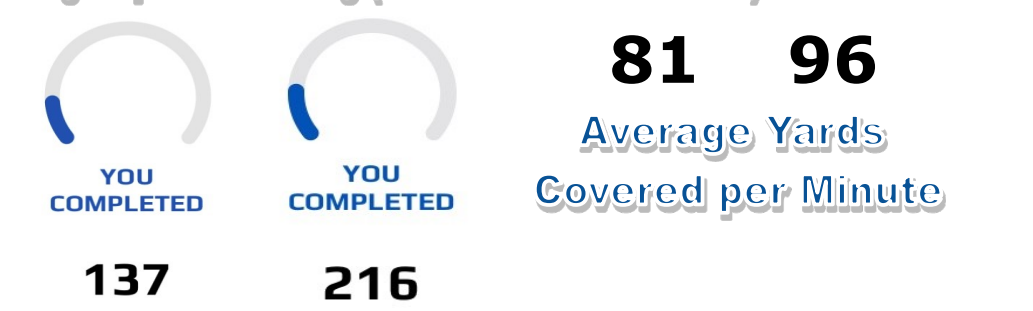 81 96
Average Yards
Covered per Minute
YOU
COMPLETED
137
YOU
COMPLETED
216